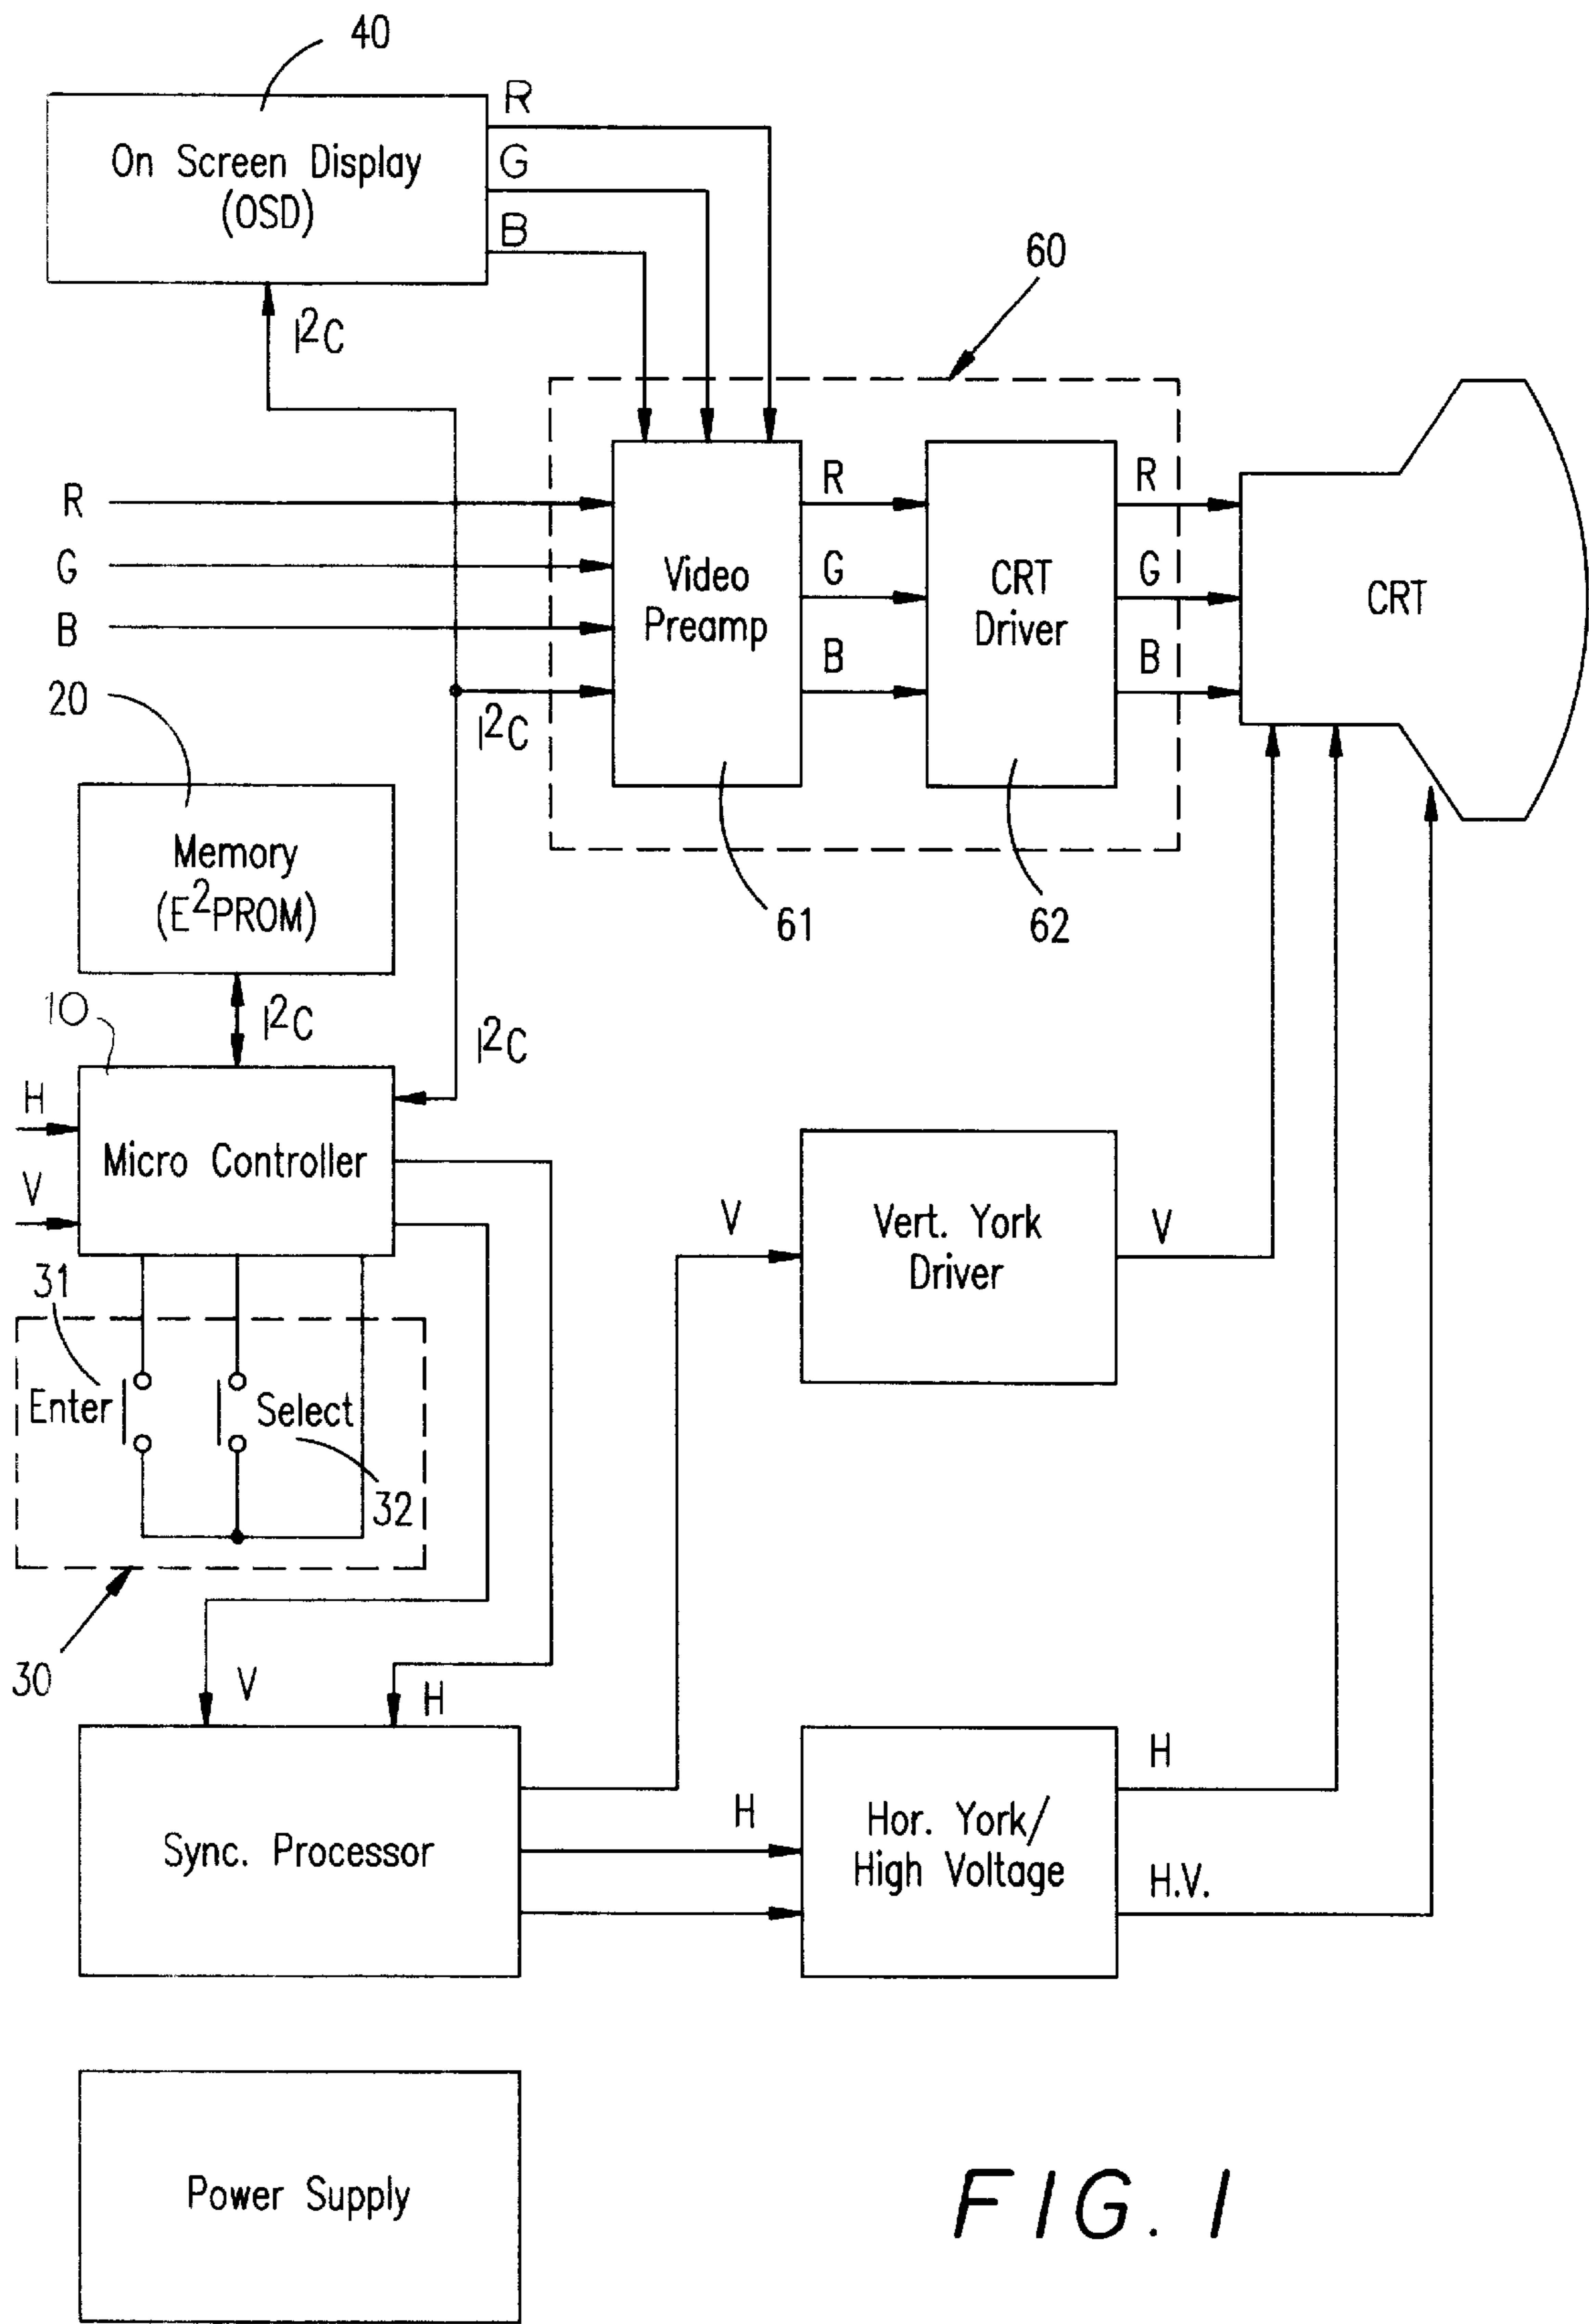 40
On Screen Display
(OSD)
R
G
B
I²C
60
R
G
B
I²C
Video
Preamp
R
G
B
CRT
Driver
R
G
B
CRT
61
62
20
Memory
(E²PROM)
I²C
I²C
10
H
V
Micro Controller
31
Enter
Select
32
30
V
H
Sync. Processor
V
Vert. York
Driver
V
H
Hor. York/
High Voltage
H
H.V.
Power Supply
FIG. 1